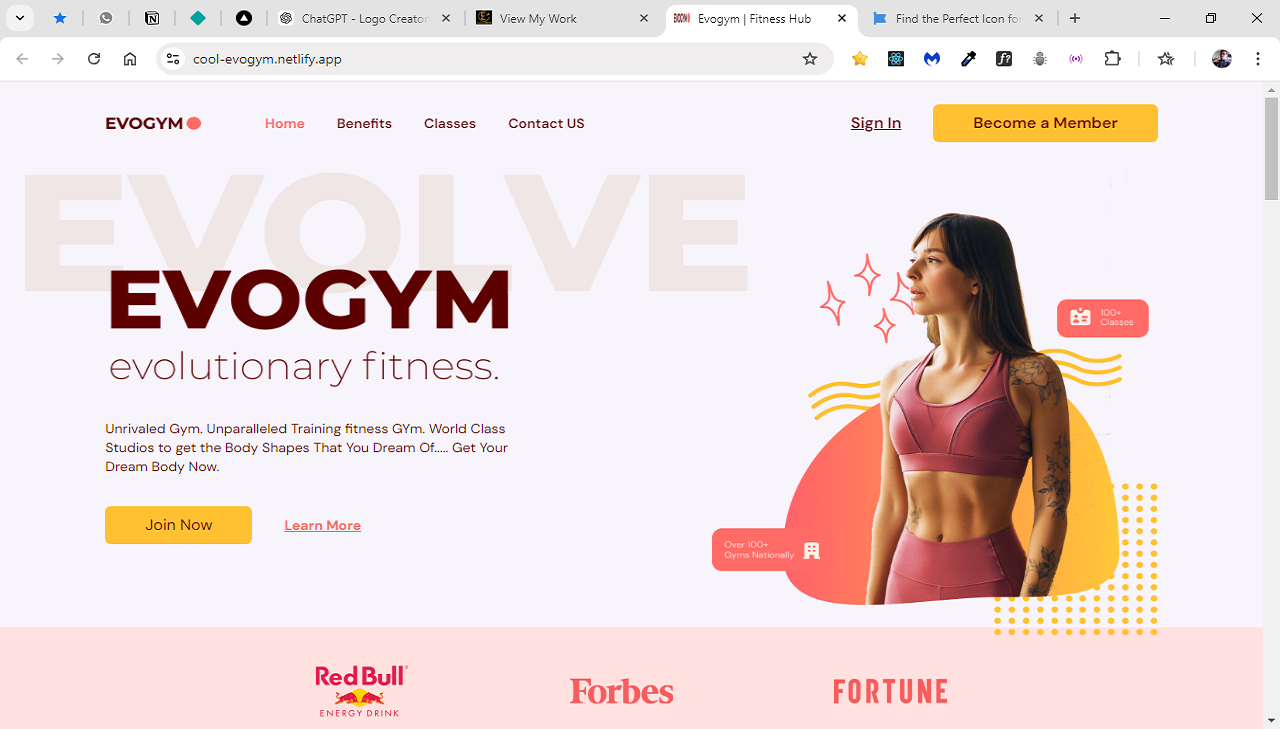 ChatGPT - Logo Creator
View My Work
BOOM Evogym | Fitness Hub
Find the Perfect Icon for
cool-evogym.netlify.app
f?
EVOGYM
Home
Benefits
Classes
Contact US
Sign In
Become a Member
EVOLVE
EVOGYM
evolutionary fitness.
Unrivaled Gym. Unparalleled Training fitness GYm. World Class
Studios to get the Body Shapes That You Dream Of..... Get Your
Dream Body Now.
Join Now
Learn More
100+
Classes
Over 100+
Gyms Nationally
Red Bull
ENERGY DRINK
Forbes
FORTUNE